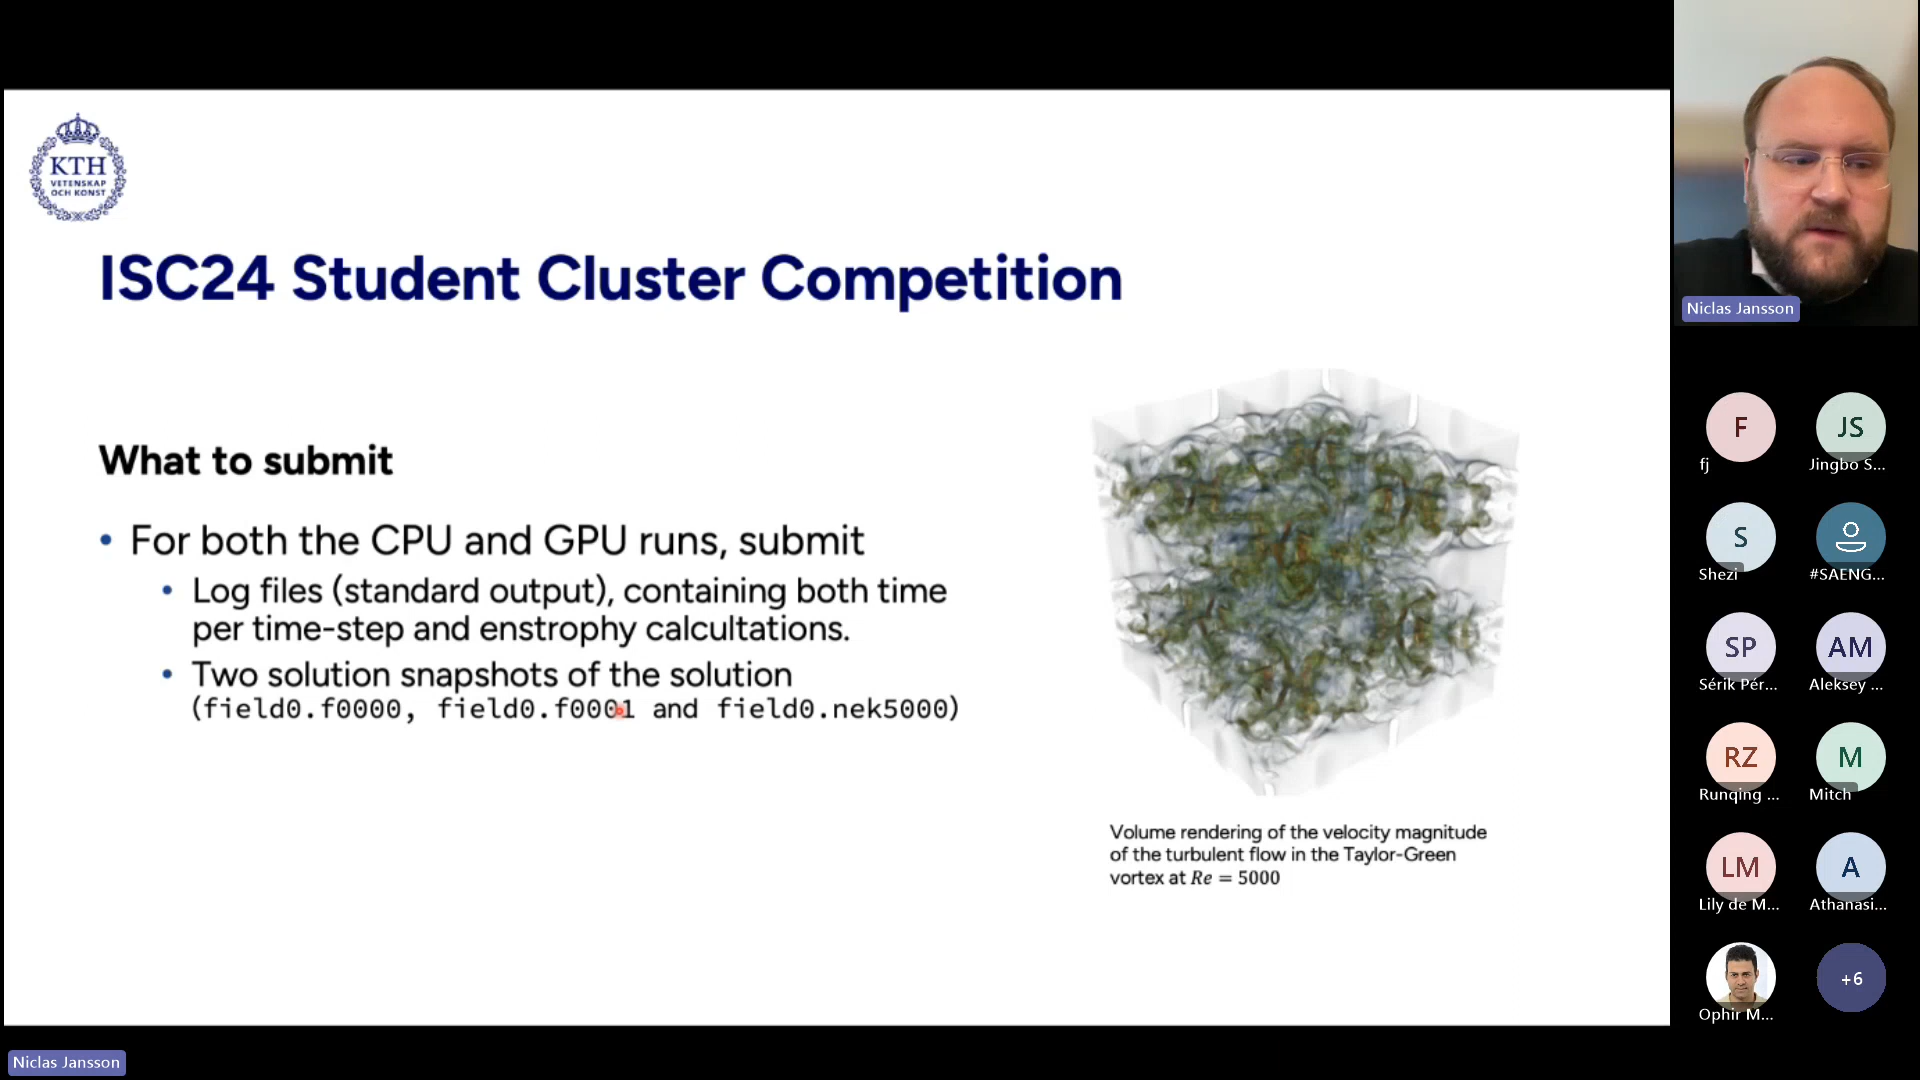 KTH
VETENSKAP
OCH KONST
ISC24 Student Cluster Competition
What to submit
• For both the CPU and GPU runs, submit
• Log files (standard output), containing both time
per time-step and enstrophy calcultations.
• Two solution snapshots of the solution
(field0.f0000, field0.f0001 and field0.nek5000)
Volume rendering of the velocity magnitude
of the turbulent flow in the Taylor-Green
vortex at Re = 5000
Niclas Jansson
F
fj
JS
Jingbo S...
S
Shezi
#SAENG...
SP
Sérik Pér...
AM
Aleksey ...
RZ
Runqing ...
M
Mitch
LM
Lily de M...
A
Athanasi...
Ophir M...
+6
Niclas Jansson